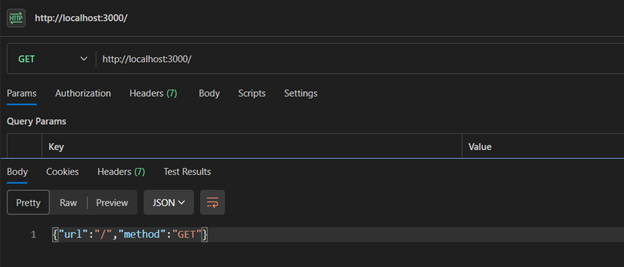 HTTP http://localhost:3000/
GET http://localhost:3000/
Params Authorization Headers (7) Body Scripts Settings
Query Params
Key Value
Body Cookies Headers (7) Test Results
Pretty Raw Preview JSON
1 {"url":"/","method":"GET"}